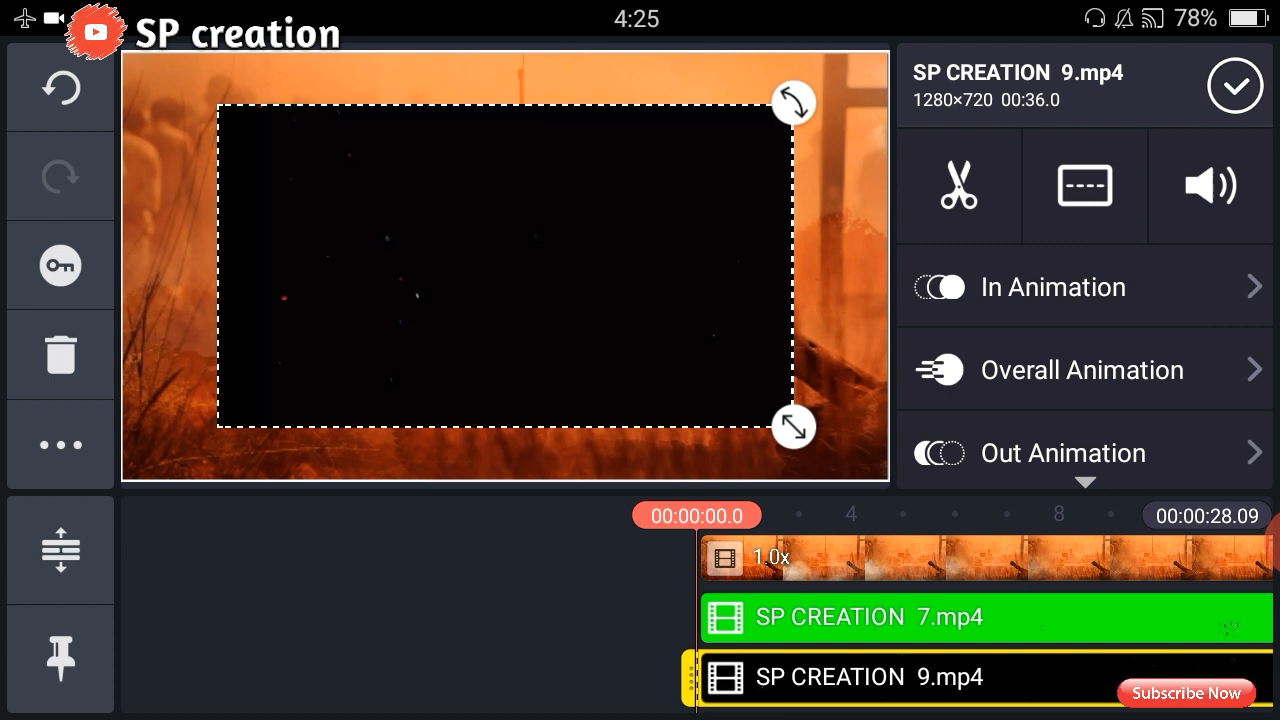 SP creation
4:25
78%
SP CREATION 9.mp4
1280×720 00:36.0
In Animation
Overall Animation
Out Animation
00:00:00.0
4
8
00:00:28.09
1.0x
SP CREATION 7.mp4
SP CREATION 9.mp4
Subscribe Now